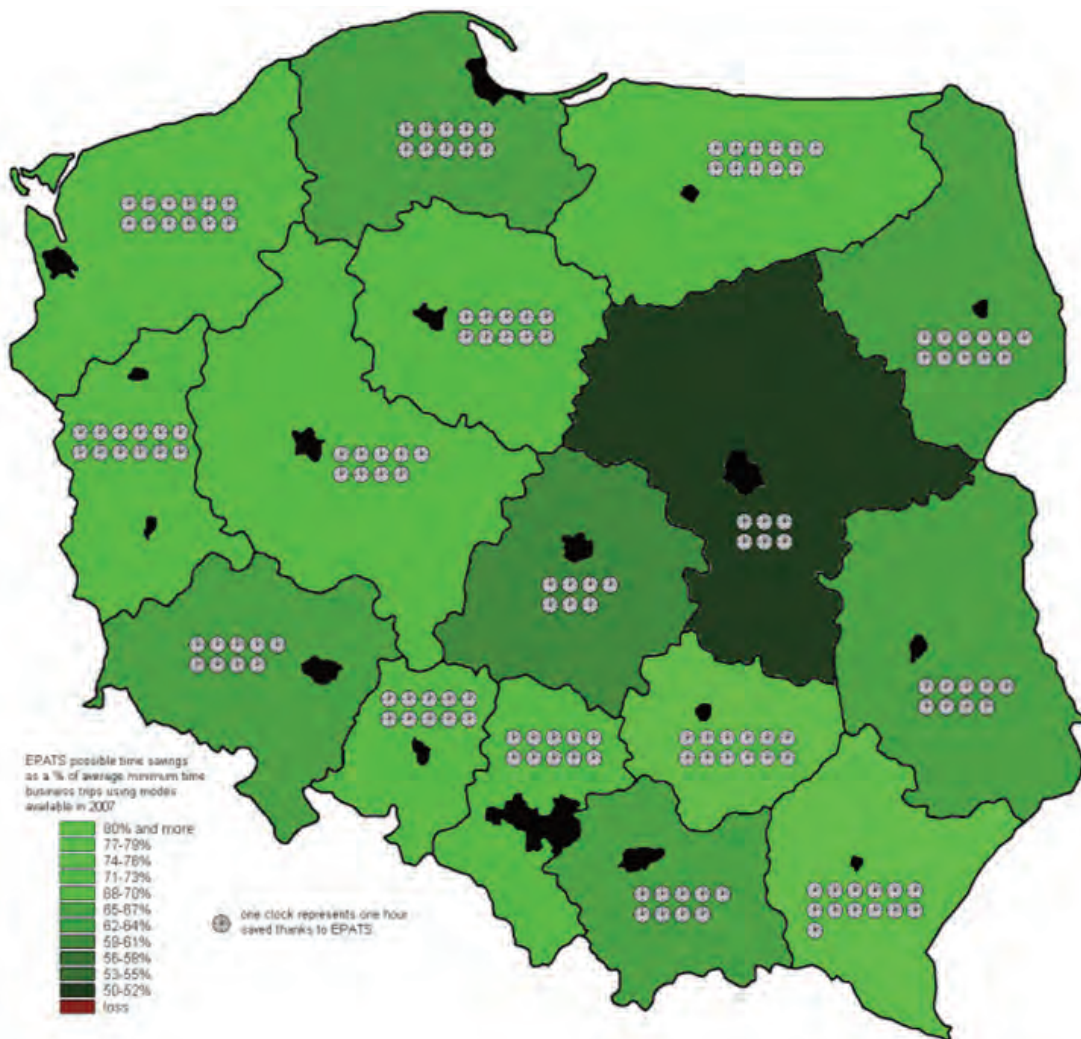 EPATS possible time savings
as a % of average minimum time
business trips using modes
available in 2007
80% and more
77-79%
74-76%
71-73%
68-70%
65-67%
62-64%
59-61%
56-58%
53-55%
50-52%
loss
one clock represents one hour
saved thanks to EPATS